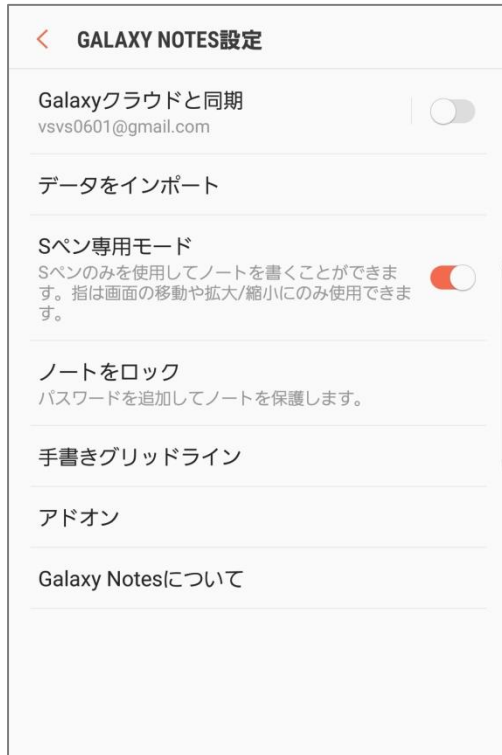 GALAXY NOTES設定
Galaxyクラウドと同期
vsvs0601@gmail.com
データをインポート
Sペン専用モード
Sペンのみを使用してノートを書くことができま
す。指は画面の移動や拡大/縮小にのみ使用できま
す。
ノートをロック
パスワードを追加してノートを保護します。
手書きグリッドライン
アドオン
Galaxy Notesについて